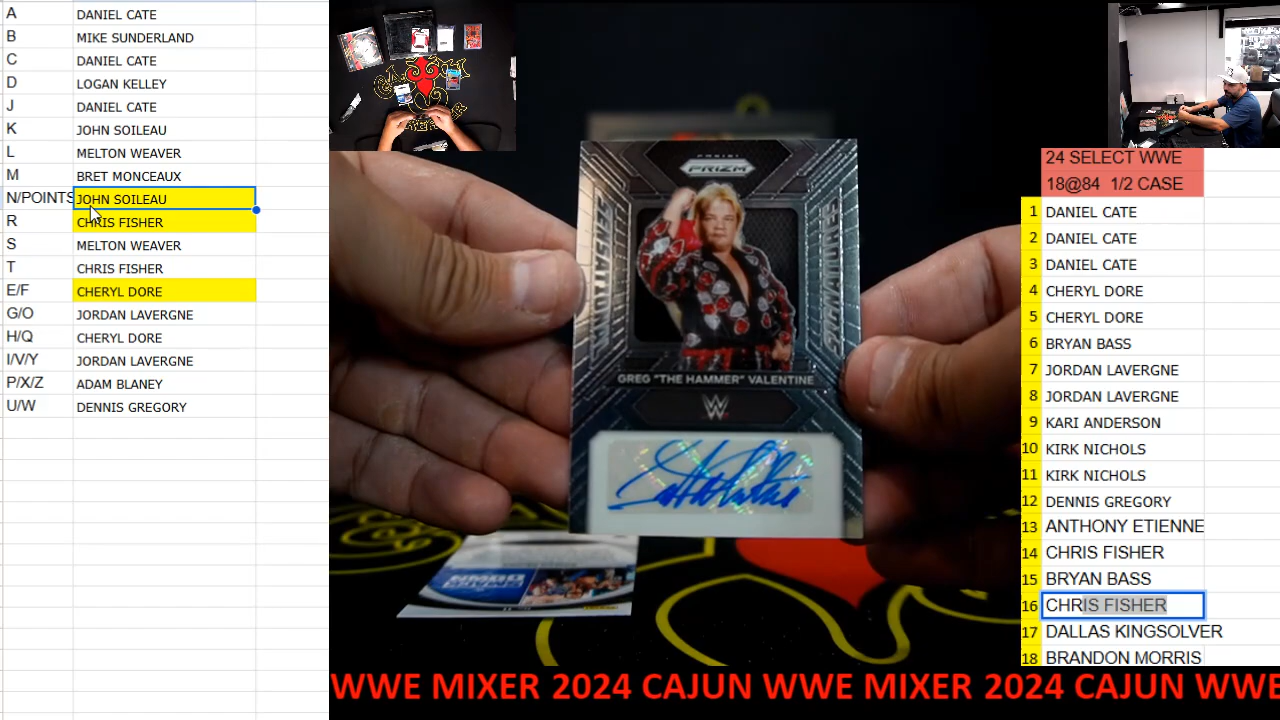 A DANIEL CATE
B MIKE SUNDERLAND
C DANIEL CATE
D LOGAN KELLEY
J DANIEL CATE
K JOHN SOILEAU
L MELTON WEAVER
M BRET MONCEAUX
N/POINTS JOHN SOILEAU
R CHRIS FISHER
S MELTON WEAVER
T CHRIS FISHER
E/F CHERYL DORE
G/O JORDAN LAVERGNE
H/Q CHERYL DORE
I/V/Y JORDAN LAVERGNE
P/X/Z ADAM BLANEY
U/W DENNIS GREGORY
PANINI
PRIZM
SIGNATURES
SIGNATURES
GREG "THE HAMMER" VALENTINE
W
24 SELECT WWE
18@84 1/2 CASE
1 DANIEL CATE
2 DANIEL CATE
3 DANIEL CATE
4 CHERYL DORE
5 CHERYL DORE
6 BRYAN BASS
7 JORDAN LAVERGNE
8 JORDAN LAVERGNE
9 KARI ANDERSON
10 KIRK NICHOLS
11 KIRK NICHOLS
12 DENNIS GREGORY
13 ANTHONY ETIENNE
14 CHRIS FISHER
15 BRYAN BASS
16 CHRIS FISHER
17 DALLAS KINGSOLVER
18 BRANDON MORRIS
WWE MIXER 2024 CAJUN WWE MIXER 2024 CAJUN WWE